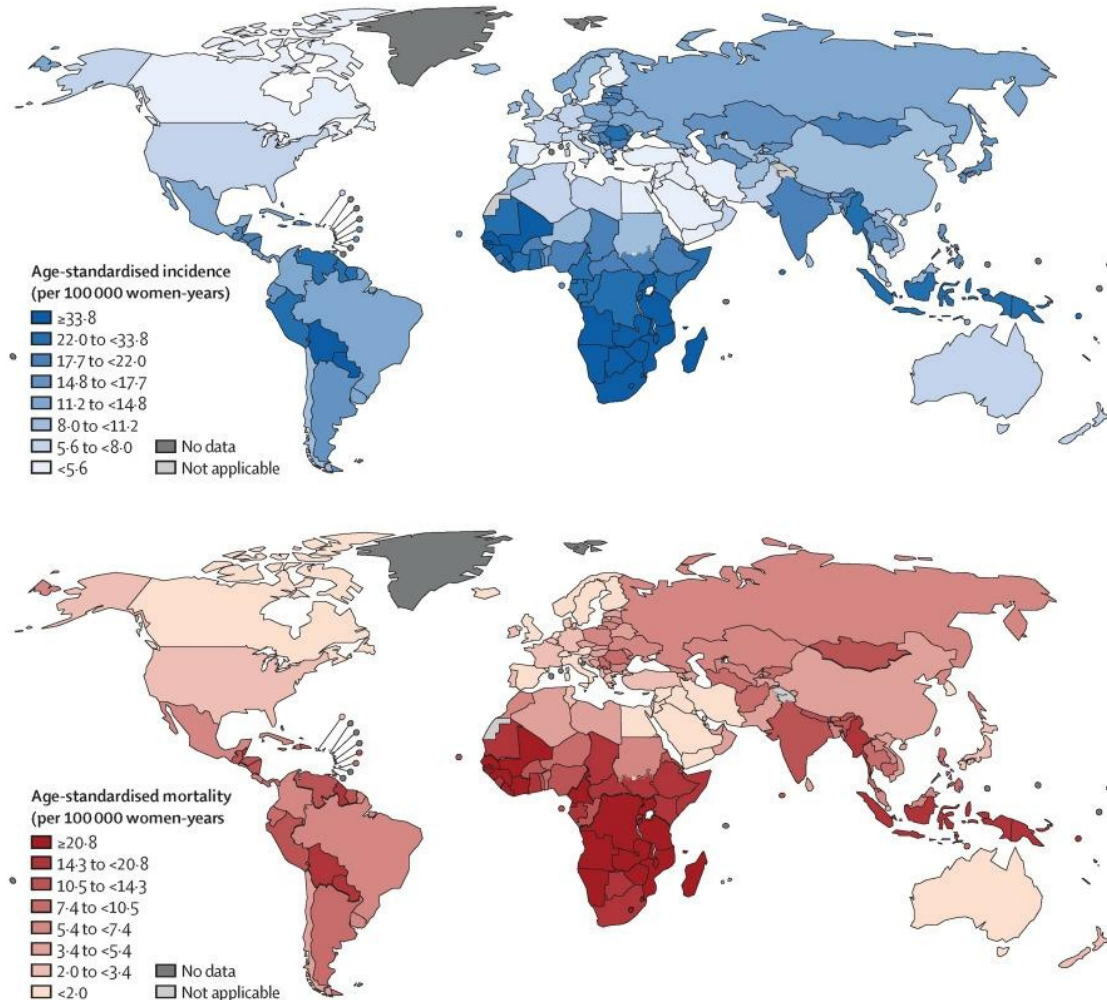 Age-standardised incidence
(per 100 000 women-years)
≥33·8
22·0 to <33·8
17·7 to <22·0
14·8 to <17·7
11·2 to <14·8
8·0 to <11·2
5·6 to <8·0
<5·6
No data
Not applicable
Age-standardised mortality
(per 100 000 women-years
≥20·8
14·3 to <20·8
10·5 to <14·3
7·4 to <10·5
5·4 to <7·4
3·4 to <5·4
2·0 to <3·4
<2·0
No data
Not applicable